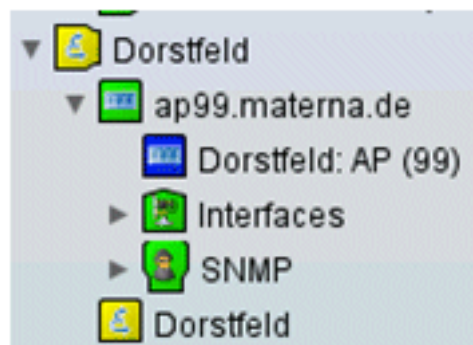 Dorstfeld
ap99.materna.de
Dorstfeld: AP (99)
Interfaces
SNMP
Dorstfeld